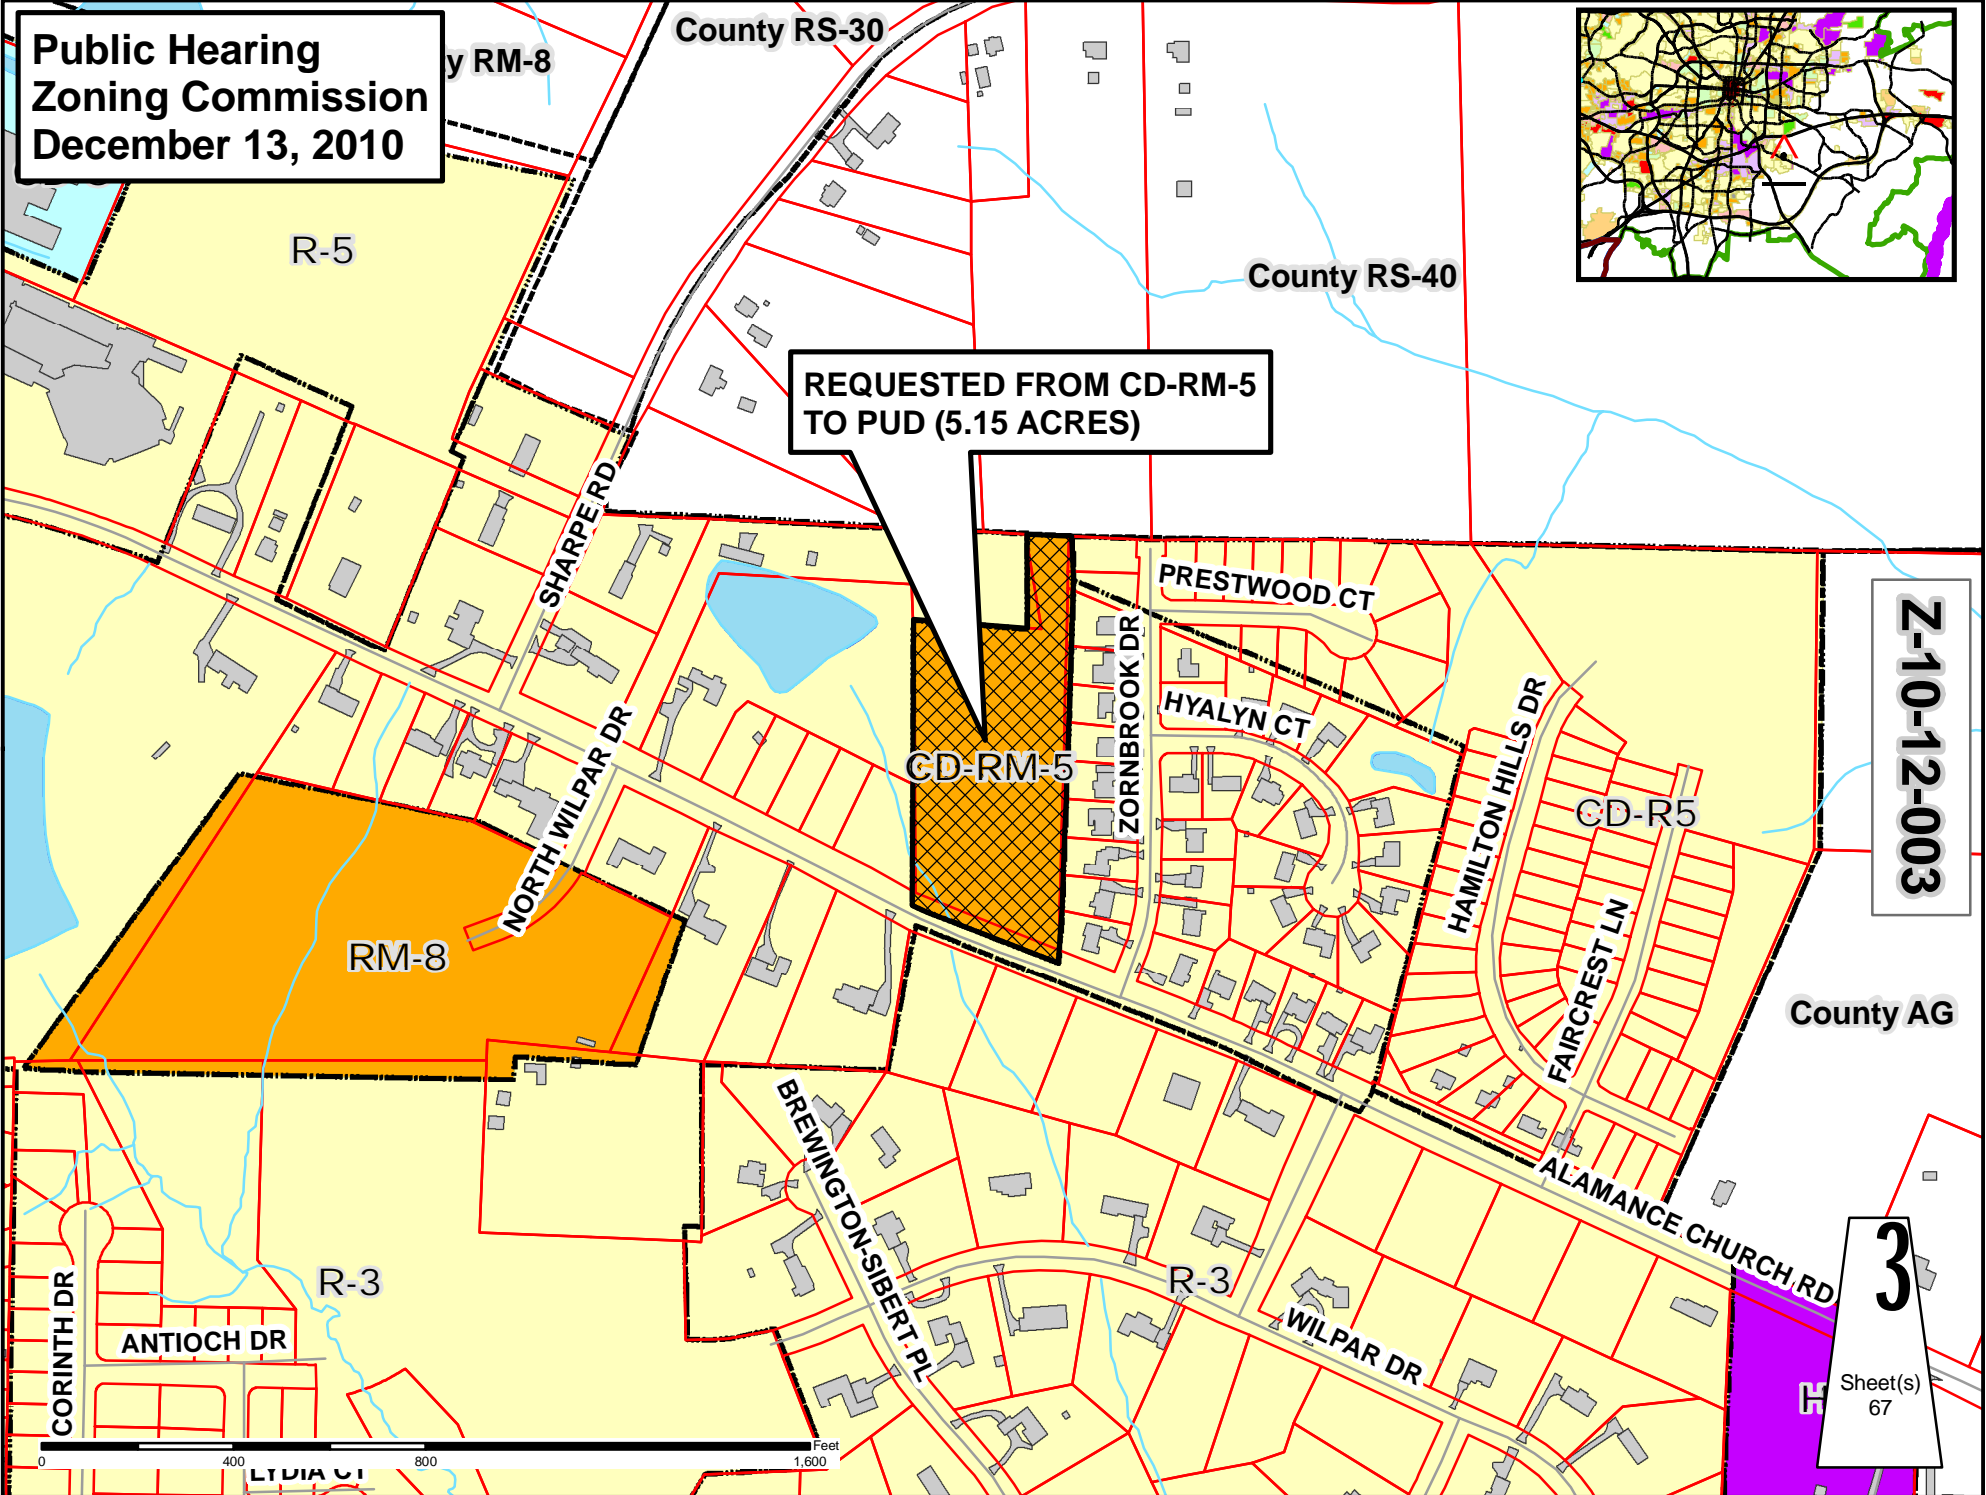 Public Hearing
Zoning Commission
December 13, 2010
y RM-8
County RS-30
R-5
County RS-40
REQUESTED FROM CD-RM-5
TO PUD (5.15 ACRES)
SHARPE RD
PRESTWOOD CT
ZORNBROOK DR
HYALYN CT
HAMILTON HILLS DR
Z-10-12-003
NORTH WILPAR DR
CD-RM-5
CD-R5
FAIRCREST LN
RM-8
County AG
BREWINGTON-SIBERT PL
ALAMANCE CHURCH RD
R-3
R-3
CORINTH DR
ANTIOCH DR
WILPAR DR
3
Sheet(s)
67
H
Feet
0 400 800 1,600
LYDIA CT